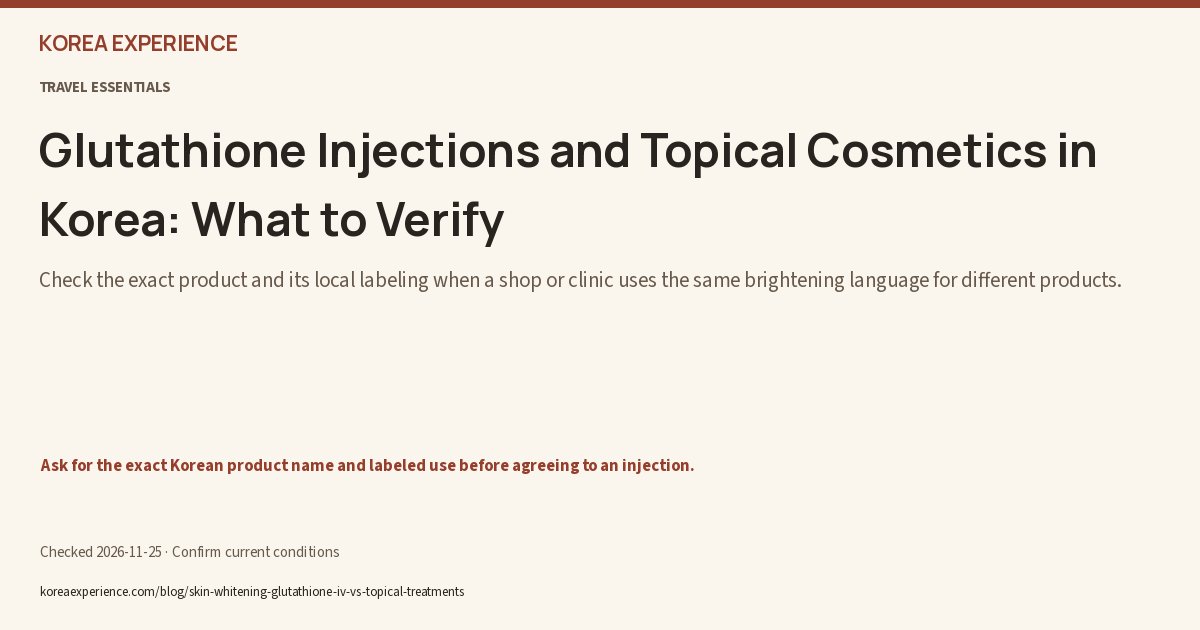 KOREA EXPERIENCE
TRAVEL ESSENTIALS
Glutathione Injections and Topical Cosmetics in
Korea: What to Verify
Check the exact product and its local labeling when a shop or clinic uses the same brightening language for different products.
Ask for the exact Korean product name and labeled use before agreeing to an injection.
Checked 2026-11-25 · Confirm current conditions
koreaexperience.com/blog/skin-whitening-glutathione-iv-vs-topical-treatments